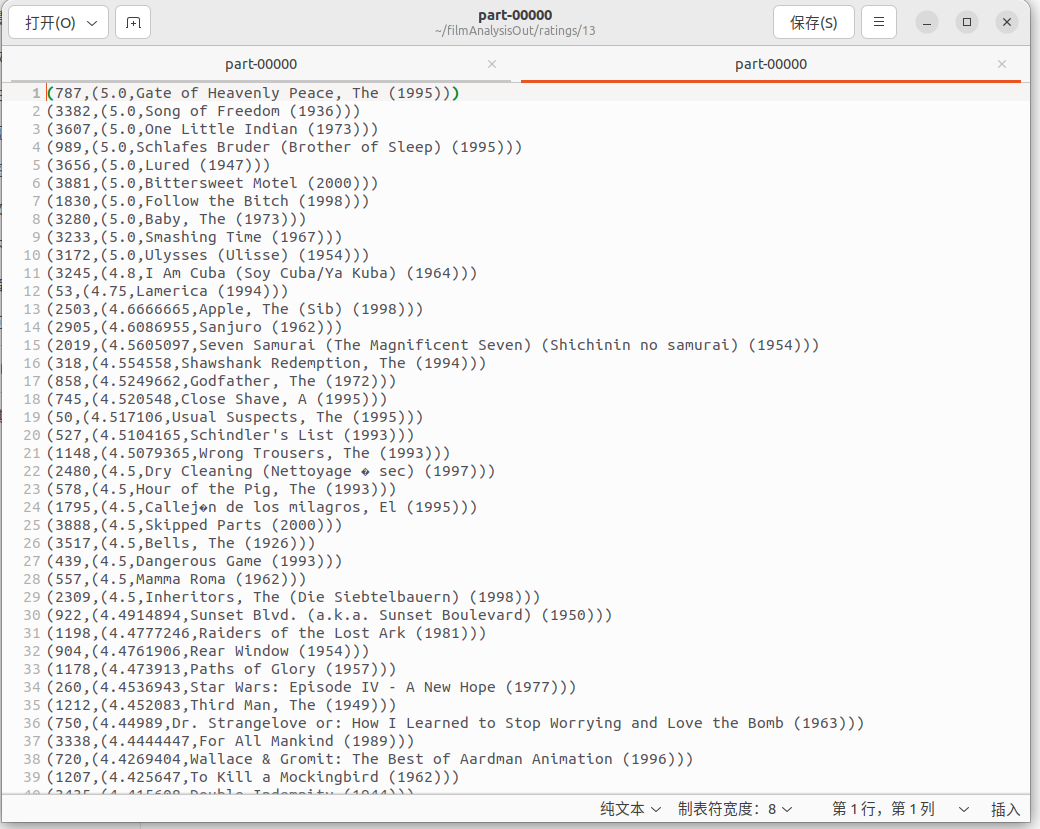 打开(O)
part-00000
~/filmAnalysisOut/ratings/13
保存(S)
part-00000
part-00000
1 (787,(5.0,Gate of Heavenly Peace, The (1995)))
2 (3382,(5.0,Song of Freedom (1936)))
3 (3607,(5.0,One Little Indian (1973)))
4 (989,(5.0,Schlafes Bruder (Brother of Sleep) (1995)))
5 (3656,(5.0,Lured (1947)))
6 (3881,(5.0,Bittersweet Motel (2000)))
7 (1830,(5.0,Follow the Bitch (1998)))
8 (3280,(5.0,Baby, The (1973)))
9 (3233,(5.0,Smashing Time (1967)))
10 (3172,(5.0,Ulysses (Ulisse) (1954)))
11 (3245,(4.8,I Am Cuba (Soy Cuba/Ya Kuba) (1964)))
12 (53,(4.75,Lamerica (1994)))
13 (2503,(4.6666665,Apple, The (Sib) (1998)))
14 (2905,(4.6086955,Sanjuro (1962)))
15 (2019,(4.5605097,Seven Samurai (The Magnificent Seven) (Shichinin no samurai) (1954)))
16 (318,(4.554558,Shawshank Redemption, The (1994)))
17 (858,(4.5249662,Godfather, The (1972)))
18 (745,(4.520548,Close Shave, A (1995)))
19 (50,(4.517106,Usual Suspects, The (1995)))
20 (527,(4.5104165,Schindler's List (1993)))
21 (1148,(4.5079365,Wrong Trousers, The (1993)))
22 (2480,(4.5,Dry Cleaning (Nettoyage � sec) (1997)))
23 (578,(4.5,Hour of the Pig, The (1993)))
24 (1795,(4.5,Callej�n de los milagros, El (1995)))
25 (3888,(4.5,Skipped Parts (2000)))
26 (3517,(4.5,Bells, The (1926)))
27 (439,(4.5,Dangerous Game (1993)))
28 (557,(4.5,Mamma Roma (1962)))
29 (2309,(4.5,Inheritors, The (Die Siebtelbauern) (1998)))
30 (922,(4.4914894,Sunset Blvd. (a.k.a. Sunset Boulevard) (1950)))
31 (1198,(4.4777246,Raiders of the Lost Ark (1981)))
32 (904,(4.4761906,Rear Window (1954)))
33 (1178,(4.473913,Paths of Glory (1957)))
34 (260,(4.4536943,Star Wars: Episode IV - A New Hope (1977)))
35 (1212,(4.452083,Third Man, The (1949)))
36 (750,(4.44989,Dr. Strangelove or: How I Learned to Stop Worrying and Love the Bomb (1963)))
37 (3338,(4.4444447,For All Mankind (1989)))
38 (720,(4.4269404,Wallace & Gromit: The Best of Aardman Animation (1996)))
39 (1207,(4.425647,To Kill a Mockingbird (1962)))
40 (3435,(4.415608,Double Indemnity (1944)))
纯文本 制表符宽度：8 第 1 行，第 1 列 插入